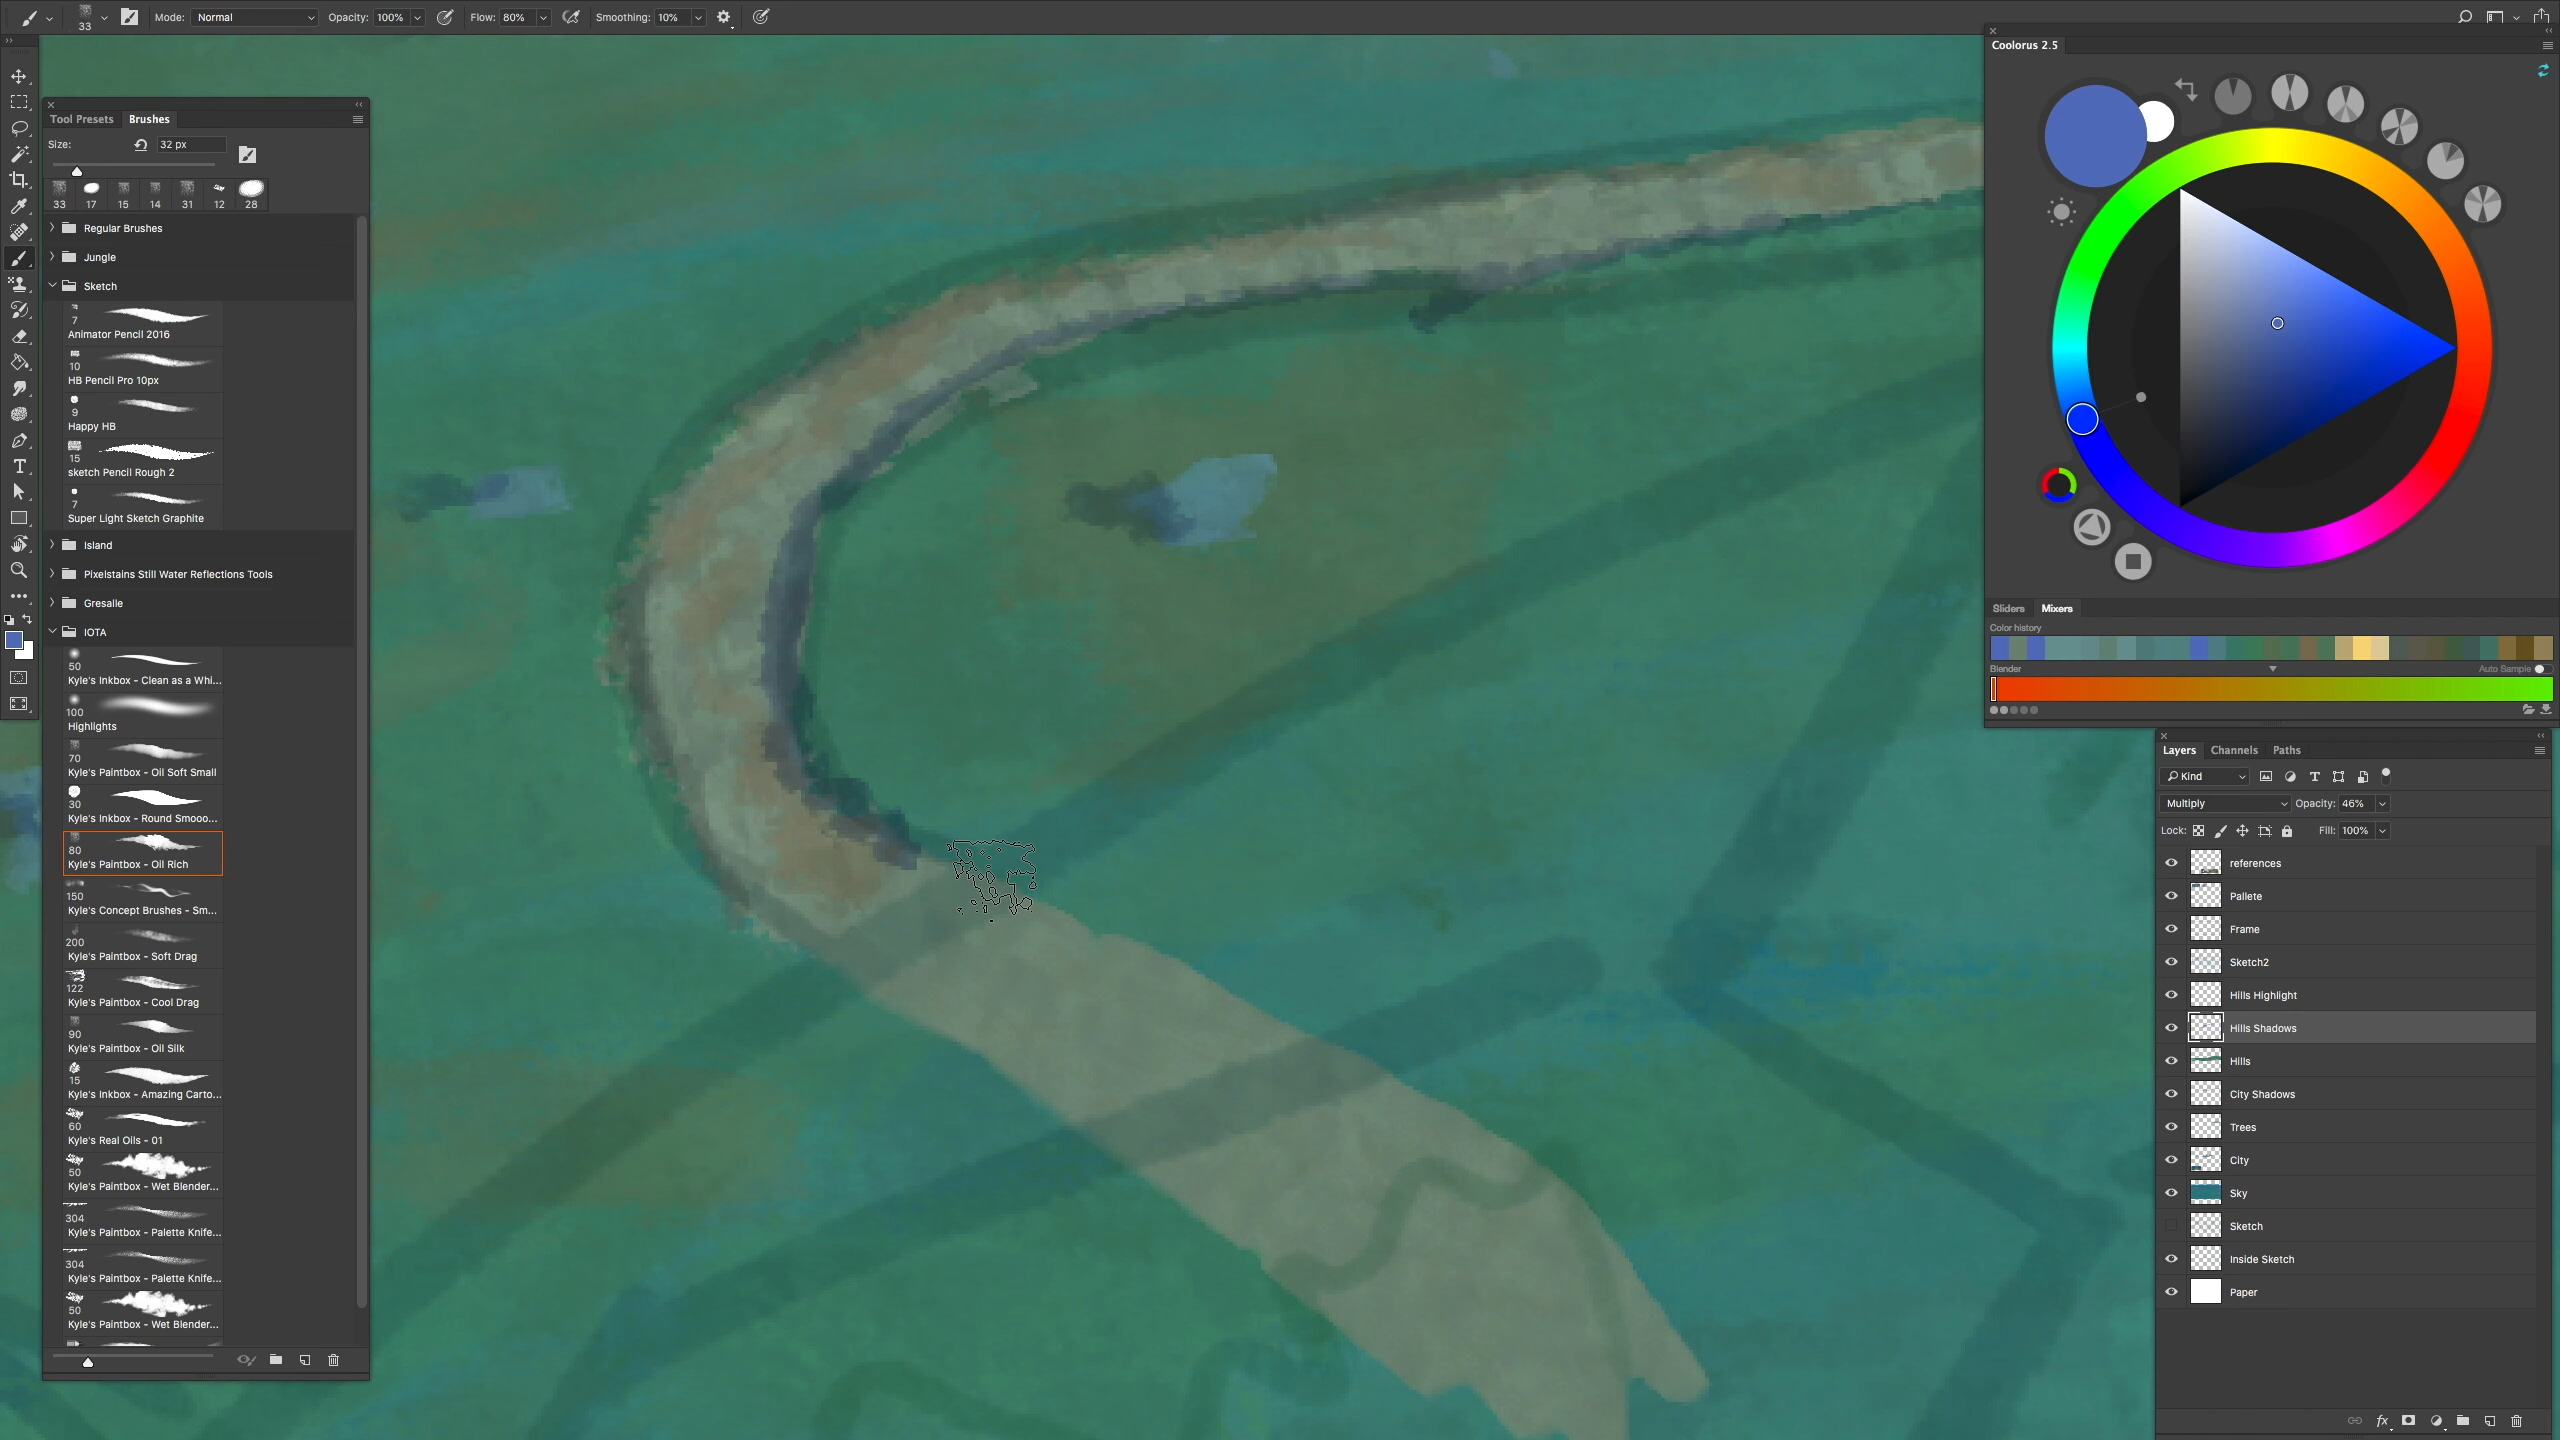 33
Mode: Normal
Opacity: 100%
Flow: 80%
Smoothing: 10%
Tool Presets
Brushes
Size:
32 px
33 17 15 14 31 12 28
Regular Brushes
Jungle
Sketch
7
Animator Pencil 2016
10
HB Pencil Pro 10px
9
Happy HB
15
sketch Pencil Rough 2
7
Super Light Sketch Graphite
Island
Pixelstains Still Water Reflections Tools
Gresalle
IOTA
50
Kyle's Inkbox - Clean as a Whi...
100
Highlights
70
Kyle's Paintbox - Oil Soft Small
30
Kyle's Inkbox - Round Smooo...
80
Kyle's Paintbox - Oil Rich
150
Kyle's Concept Brushes - Sm...
200
Kyle's Paintbox - Soft Drag
122
Kyle's Paintbox - Cool Drag
90
Kyle's Paintbox - Oil Silk
15
Kyle's Inkbox - Amazing Carto...
60
Kyle's Real Oils - 01
50
Kyle's Paintbox - Wet Blender...
304
Kyle's Paintbox - Palette Knife...
304
Kyle's Paintbox - Palette Knife...
50
Kyle's Paintbox - Wet Blender...
Coolorus 2.5
Sliders
Mixers
Color history
Blender
Auto Sample
Layers
Channels
Paths
Kind
Multiply
Opacity: 46%
Lock:
Fill: 100%
references
Pallete
Frame
Sketch2
Hills Highlight
Hills Shadows
Hills
City Shadows
Trees
City
Sky
Sketch
Inside Sketch
Paper
fx